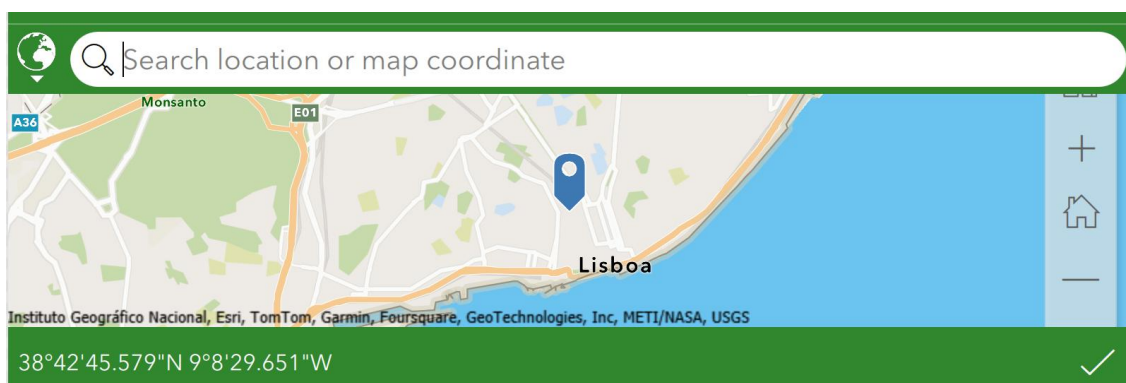 Search location or map coordinate
Monsanto
E01
A36
Lisboa
Instituto Geográfico Nacional, Esri, TomTom, Garmin, Foursquare, GeoTechnologies, Inc, METI/NASA, USGS
38°42'45.579"N 9°8'29.651"W